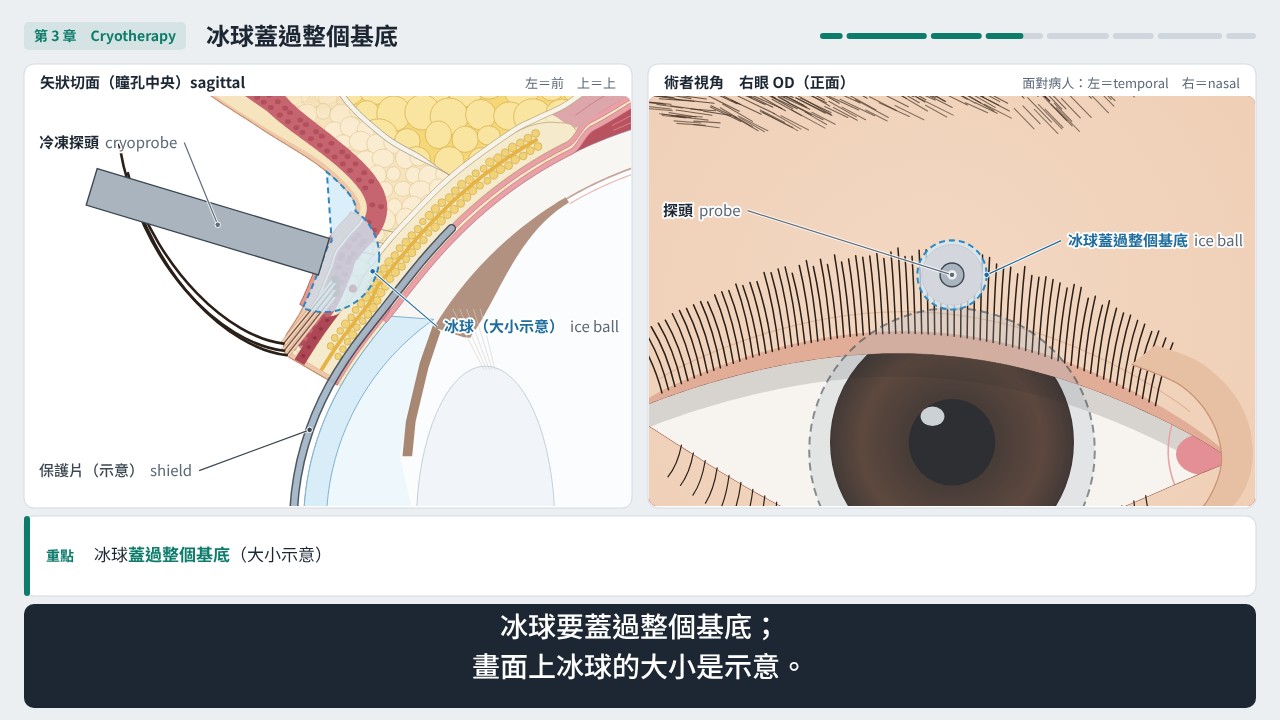 第 3 章　Cryotherapy　冰球蓋過整個基底
矢狀切面（瞳孔中央）sagittal　左＝前　上＝上
冷凍探頭 cryoprobe
冰球（大小示意） ice ball
保護片（示意） shield
術者視角　右眼 OD（正面）　面對病人：左＝temporal　右＝nasal
探頭 probe
冰球蓋過整個基底 ice ball
重點　冰球蓋過整個基底（大小示意）
冰球要蓋過整個基底；
畫面上冰球的大小是示意。